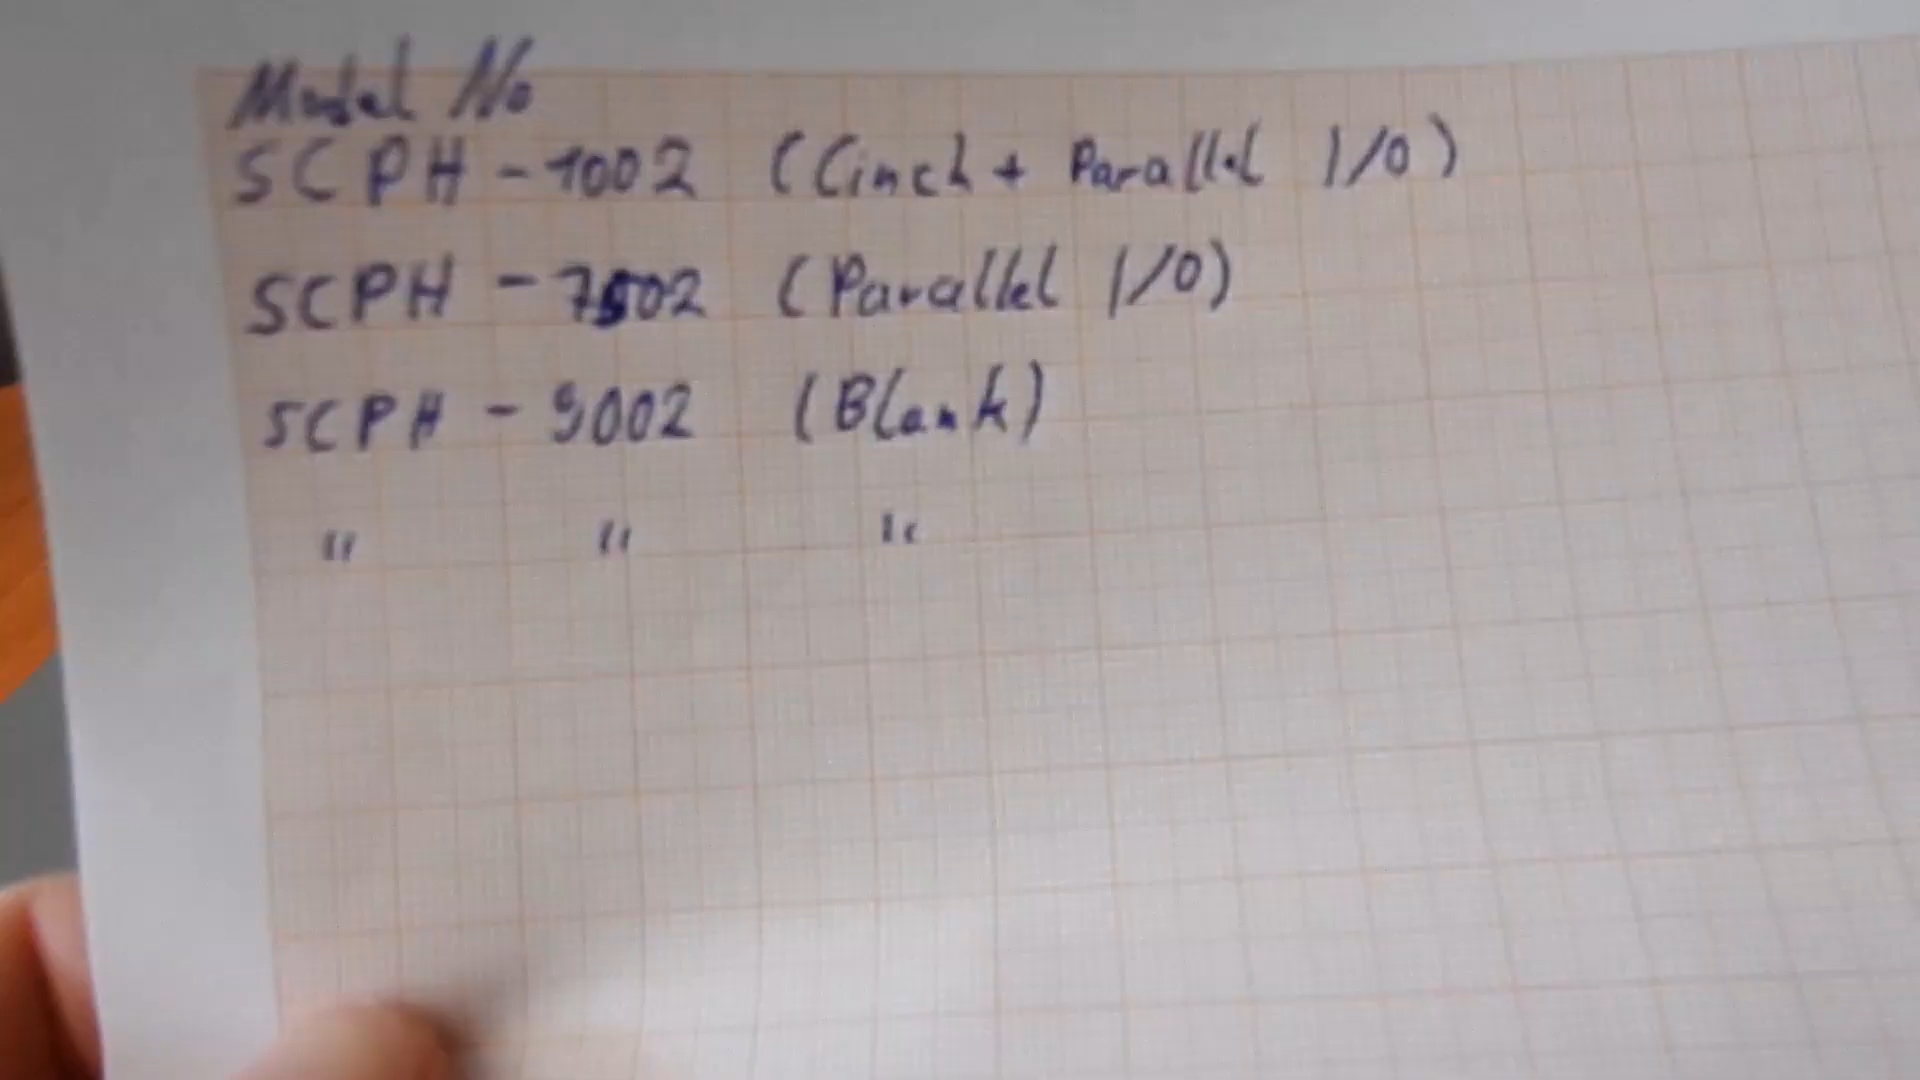 Model No
SCPH - 1002 (Cinch + Parallel I/O)
SCPH - 7502 (Parallel I/O)
SCPH - 9002 (Blank)
" " "